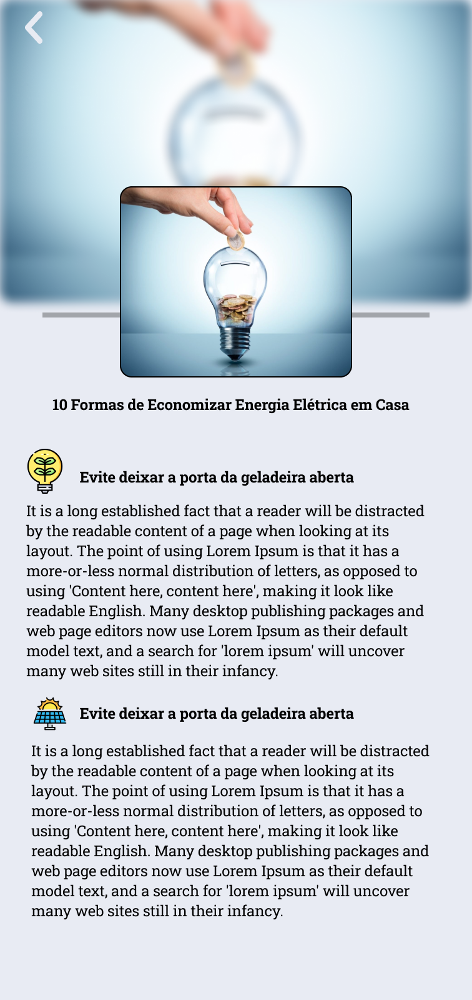 10 Formas de Economizar Energia Elétrica em Casa
Evite deixar a porta da geladeira aberta
It is a long established fact that a reader will be distracted
by the readable content of a page when looking at its
layout. The point of using Lorem Ipsum is that it has a
more-or-less normal distribution of letters, as opposed to
using 'Content here, content here', making it look like
readable English. Many desktop publishing packages and
web page editors now use Lorem Ipsum as their default
model text, and a search for 'lorem ipsum' will uncover
many web sites still in their infancy.
Evite deixar a porta da geladeira aberta
It is a long established fact that a reader will be distracted
by the readable content of a page when looking at its
layout. The point of using Lorem Ipsum is that it has a
more-or-less normal distribution of letters, as opposed to
using 'Content here, content here', making it look like
readable English. Many desktop publishing packages and
web page editors now use Lorem Ipsum as their default
model text, and a search for 'lorem ipsum' will uncover
many web sites still in their infancy.